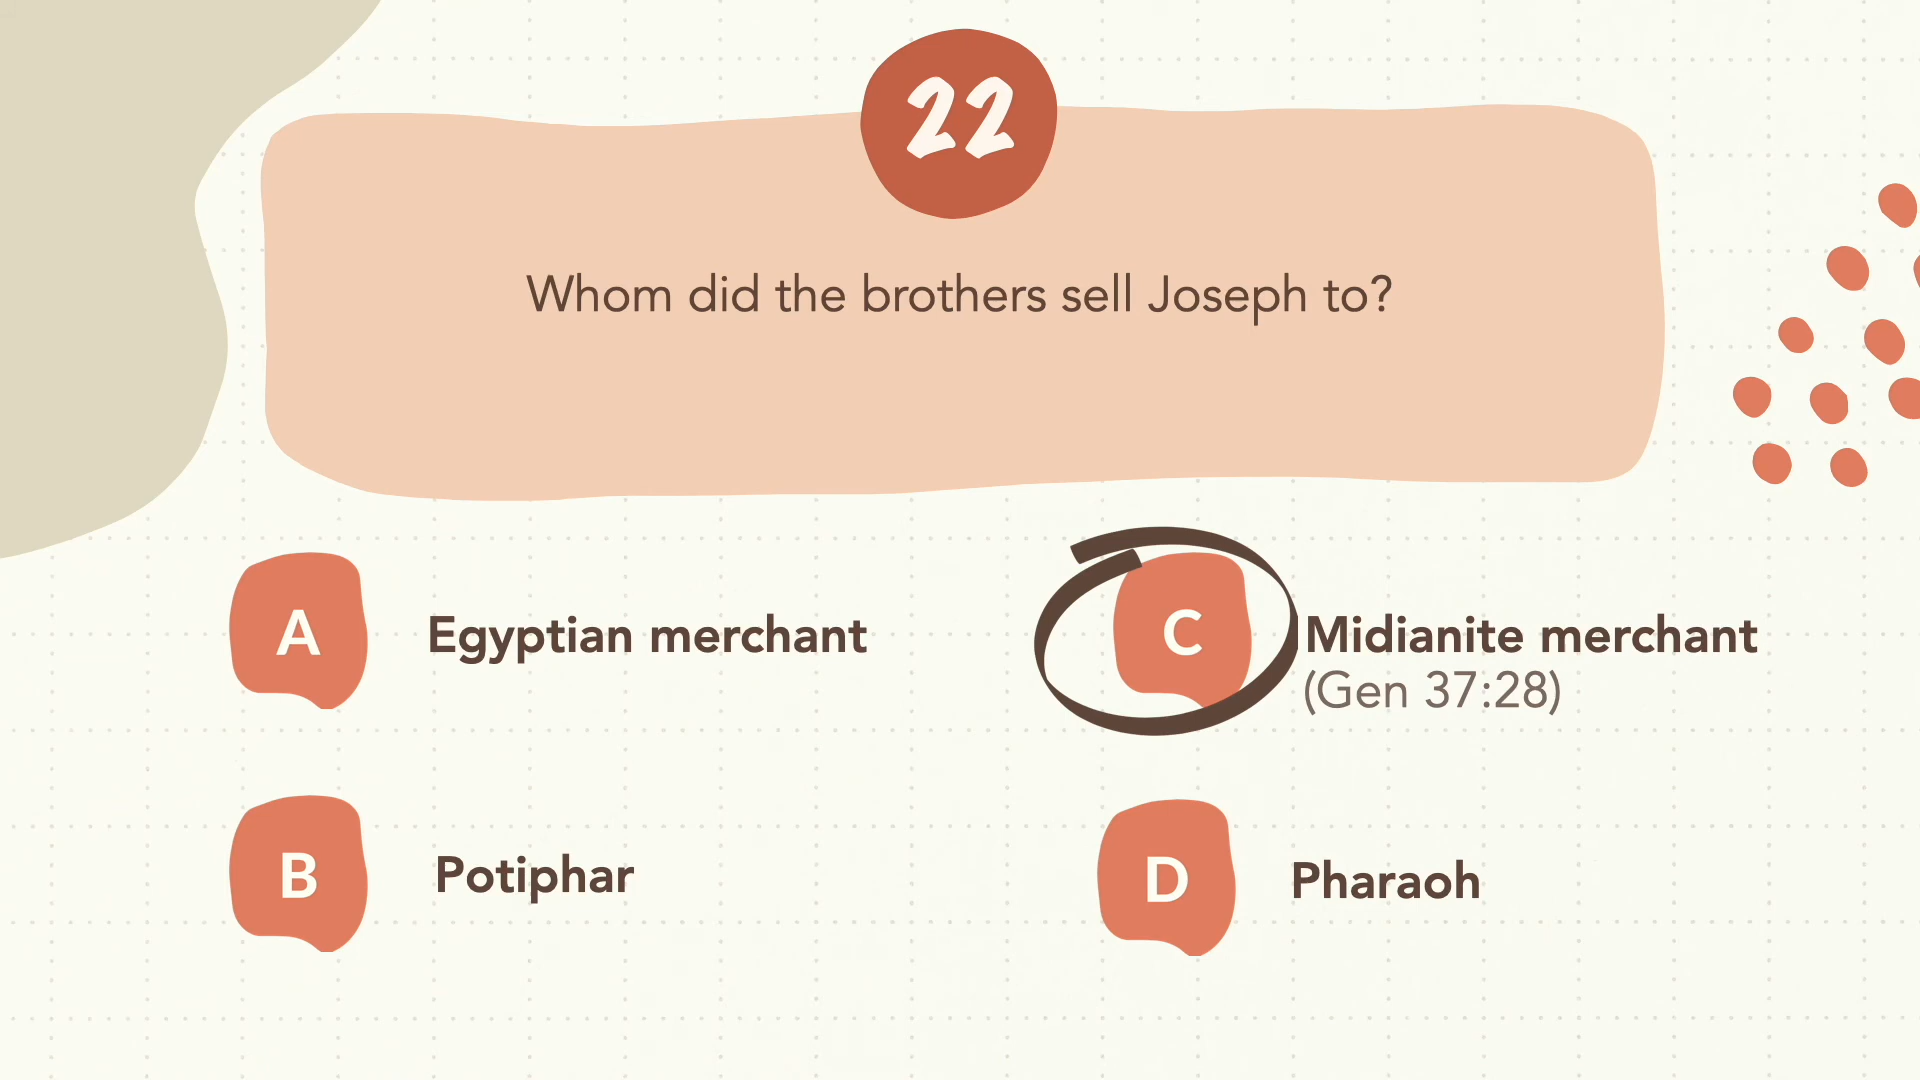 22
Whom did the brothers sell Joseph to?
A
Egyptian merchant
B
Potiphar
C
Midianite merchant
(Gen 37:28)
D
Pharaoh